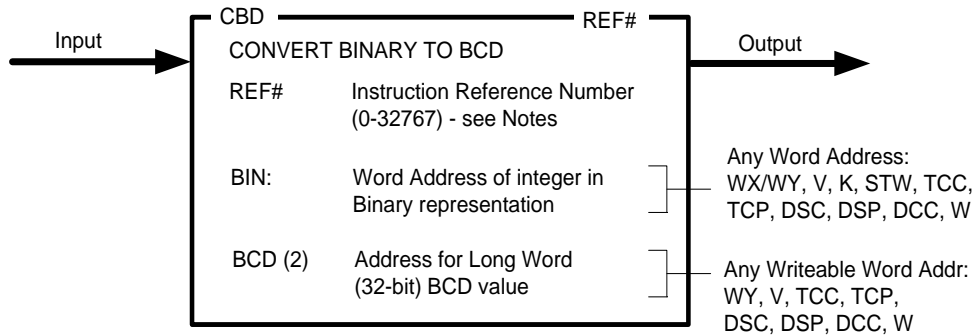 CBD REF#
Input
CONVERT BINARY TO BCD
Output
REF# Instruction Reference Number
(0-32767) - see Notes
BIN: Word Address of integer in
Binary representation
Any Word Address:
WX/WY, V, K, STW, TCC,
TCP, DSC, DSP, DCC, W
BCD (2) Address for Long Word
(32-bit) BCD value
Any Writeable Word Addr:
WY, V, TCC, TCP,
DSC, DSP, DCC, W